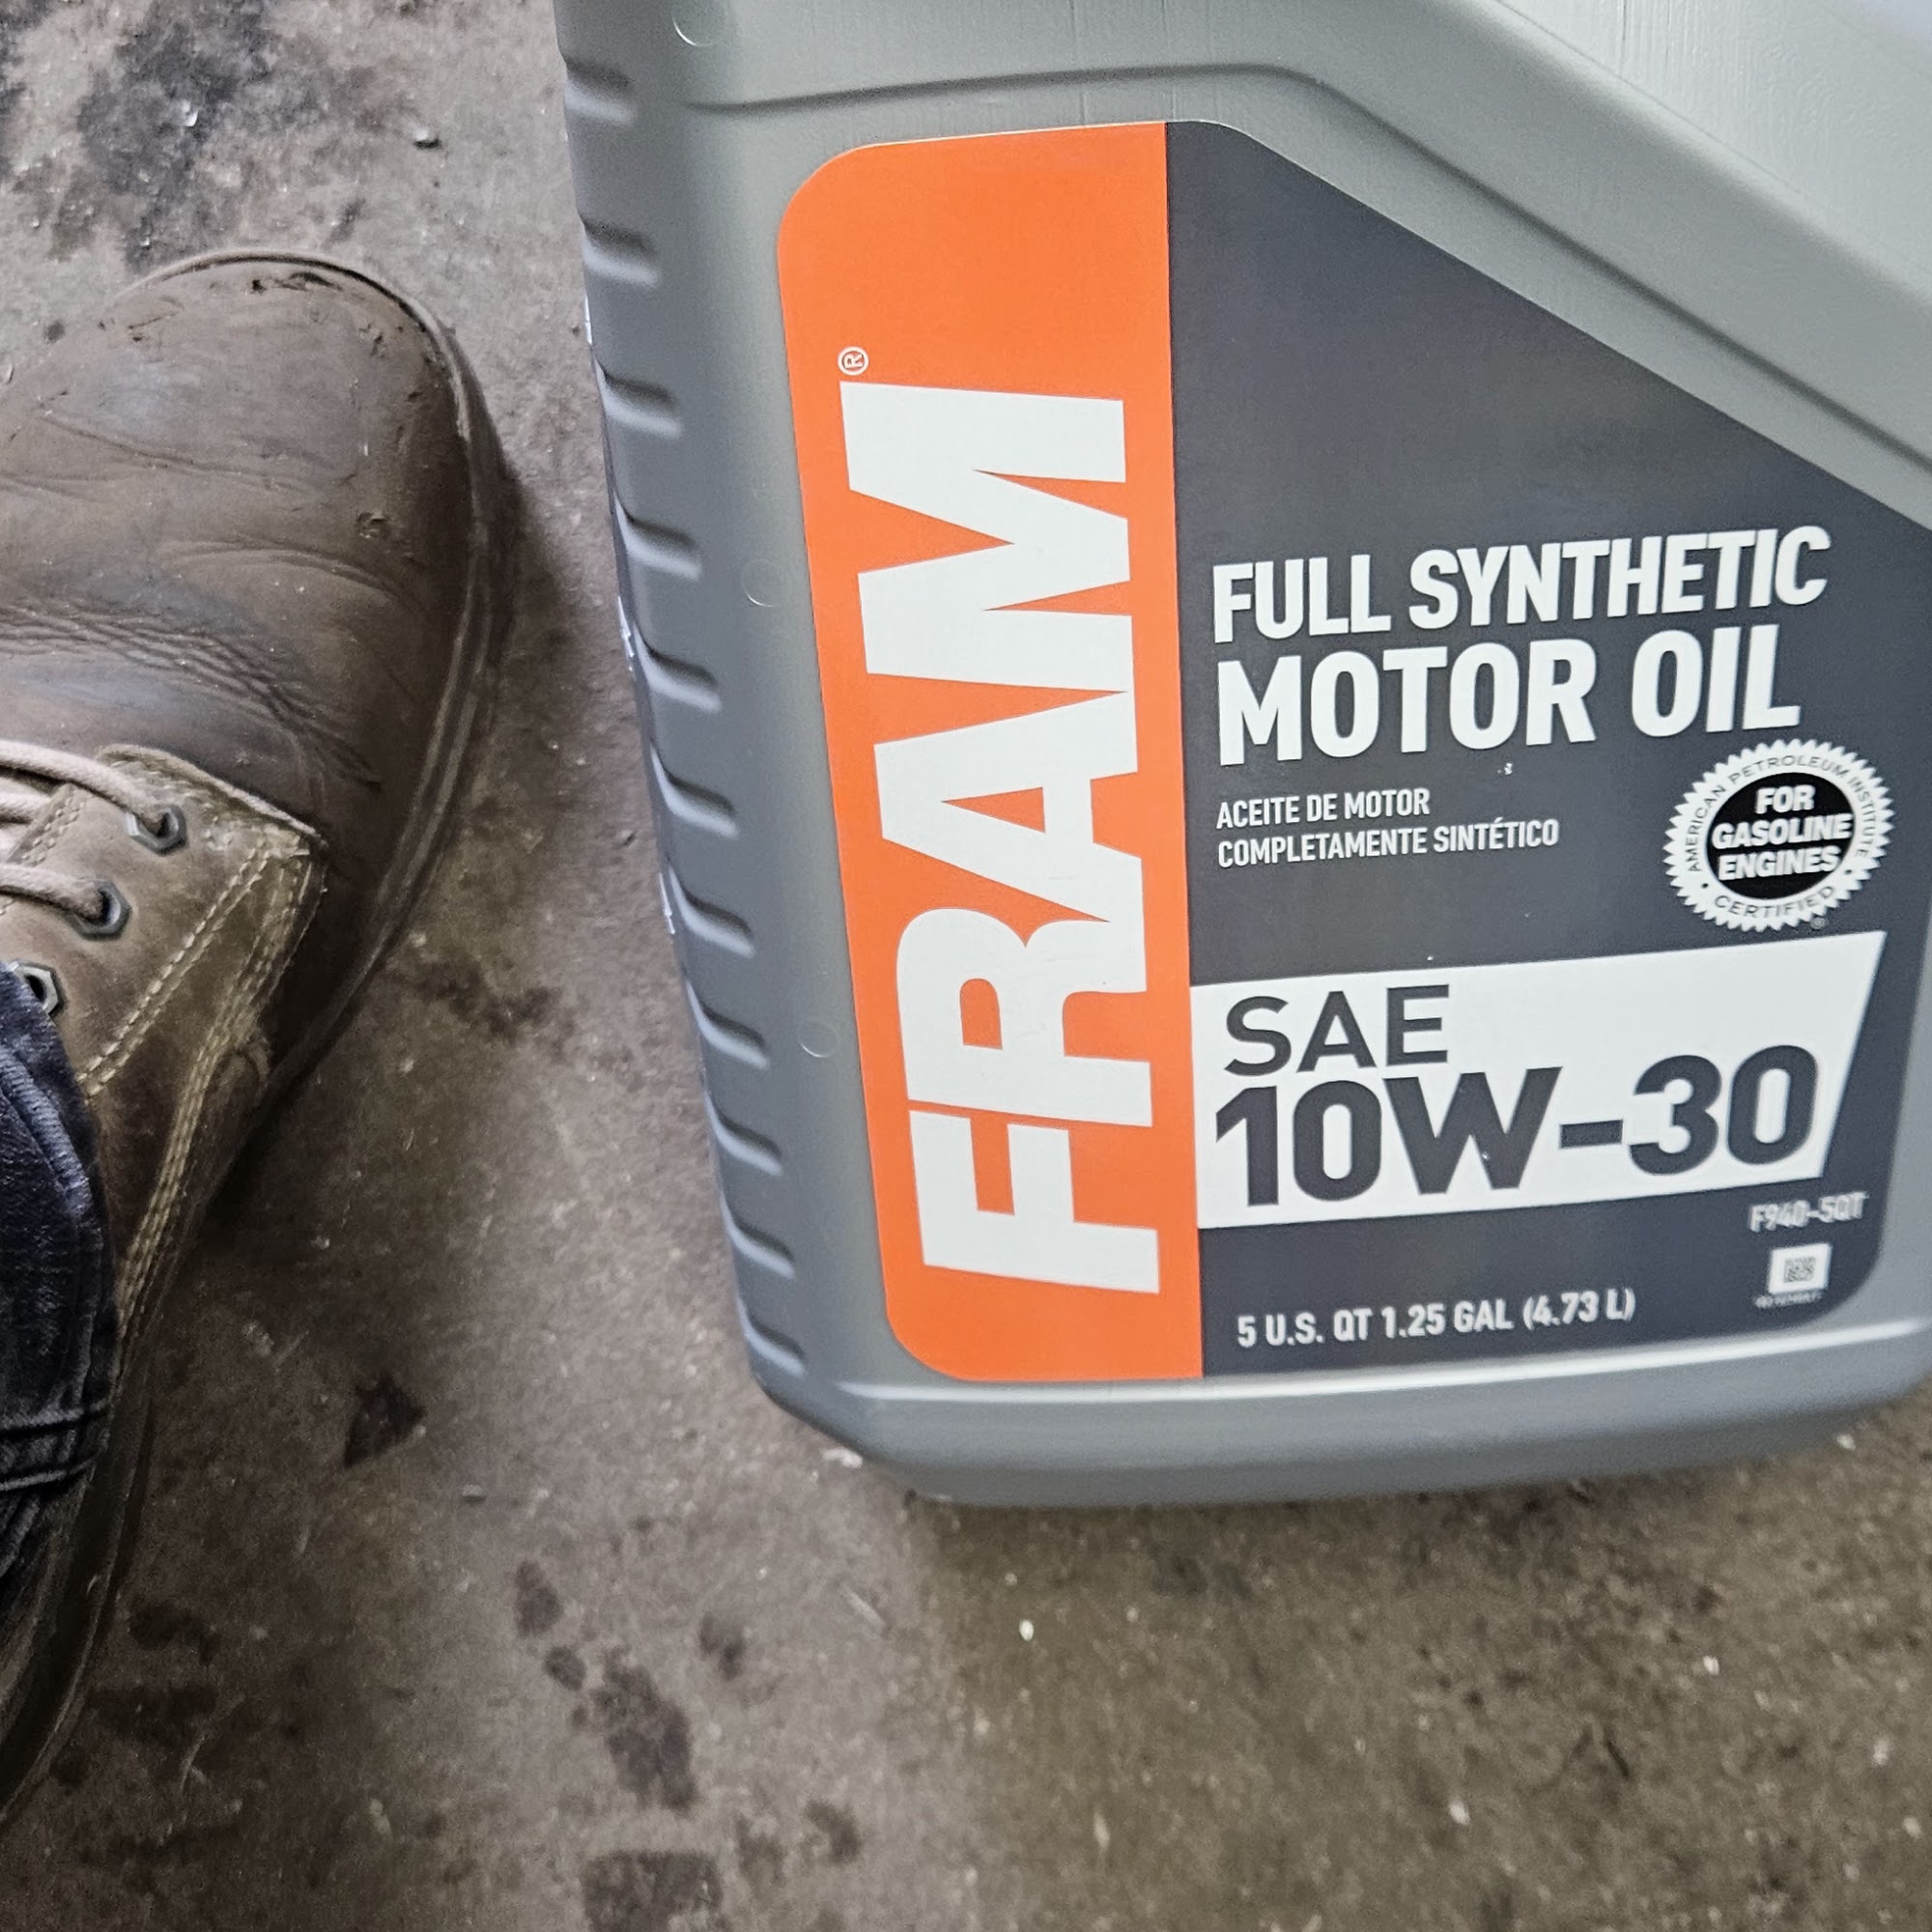 FRAM®
FULL SYNTHETIC
MOTOR OIL
ACEITE DE MOTOR
COMPLETAMENTE SINTÉTICO
AMERICAN PETROLEUM INSTITUTE
FOR
GASOLINE
ENGINES
CERTIFIED
SAE
10W-30
F940-5QT
5 U.S. QT 1.25 GAL (4.73 L)